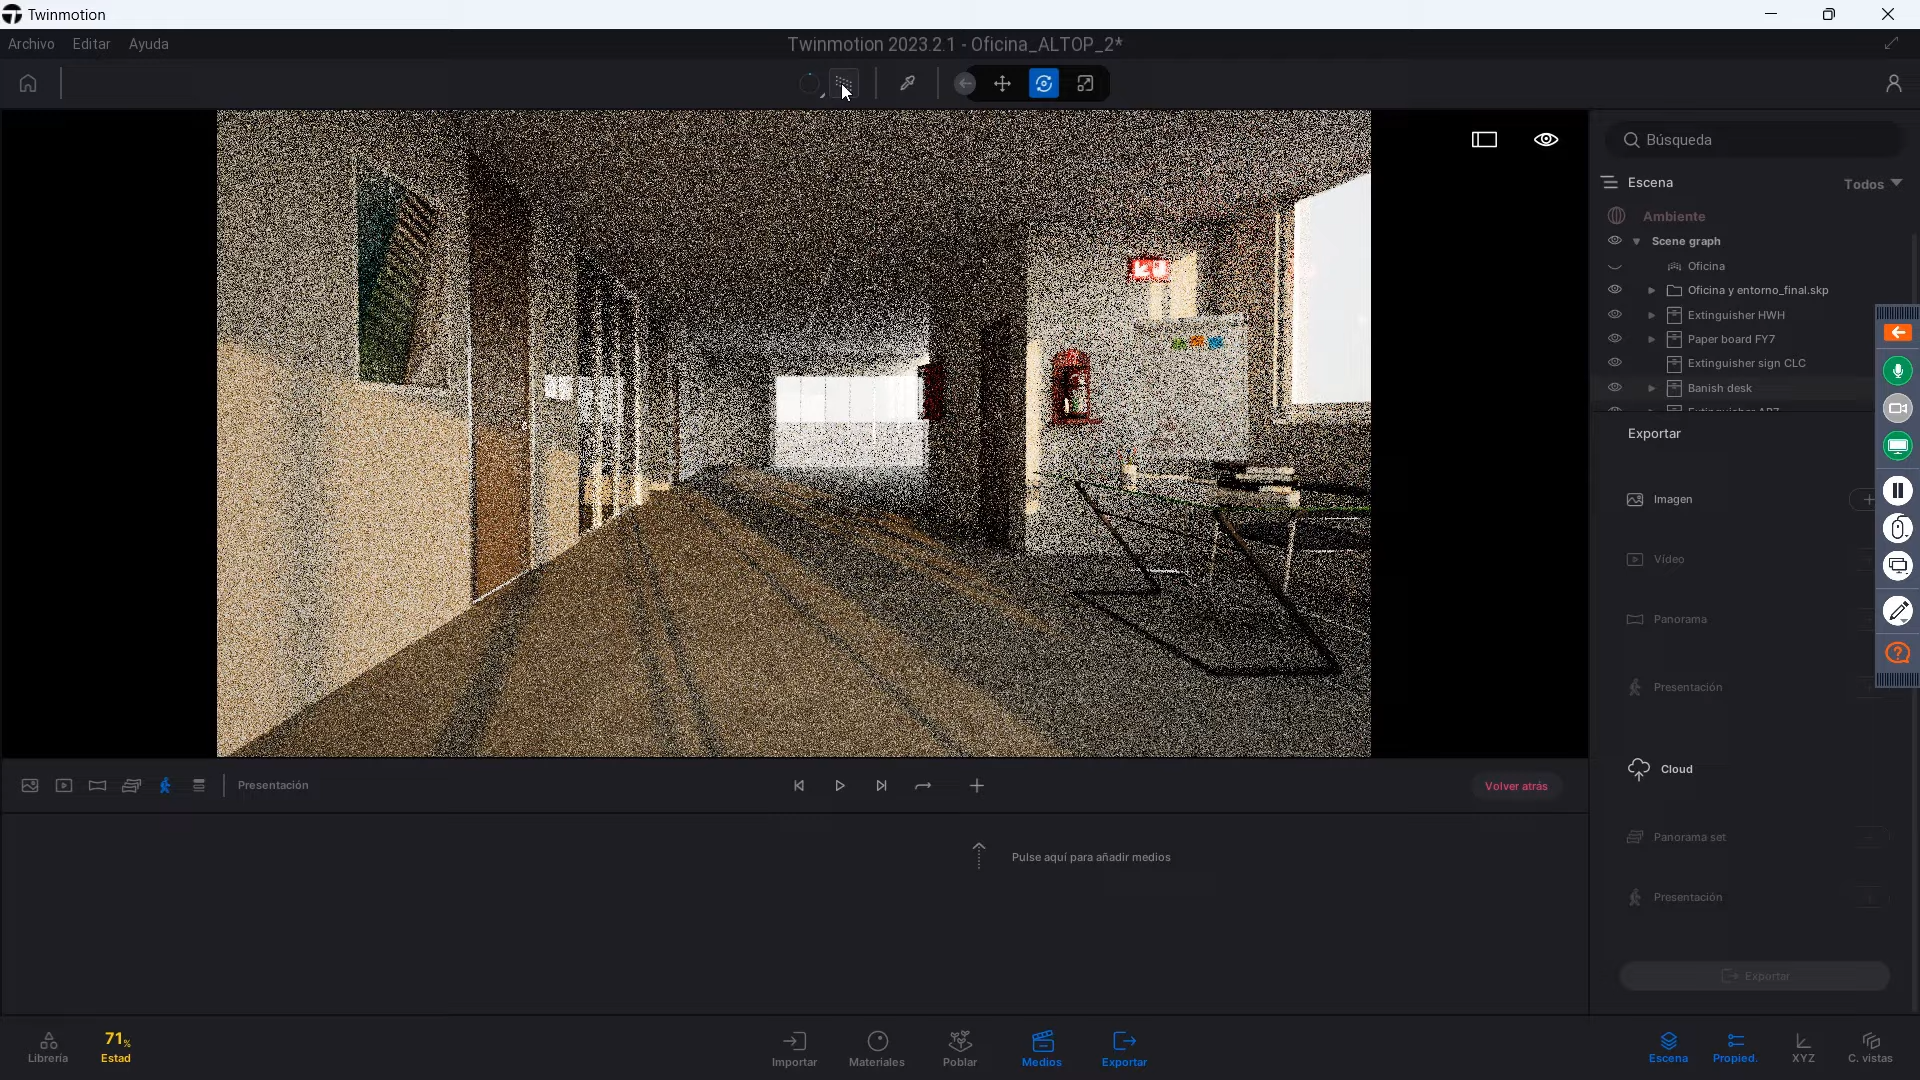 Twinmotion
Archivo Editar Ayuda
Twinmotion 2023.2.1 - Oficina_ALTOP_2*
Búsqueda
Escena
Todos
Ambiente
Scene graph
Oficina
Oficina y entorno_final.skp
Extinguisher HWH
Paper board FY7
Extinguisher sign CLC
Banish desk
Exportar
Imagen
Vídeo
Panorama
Presentación
Cloud
Panorama set
Presentación
Exportar
Presentación
Volver atrás
Pulse aquí para añadir medios
Librería
71%
Estad
Importar
Materiales
Poblar
Medios
Exportar
Escena
Propied.
XYZ
C. vistas